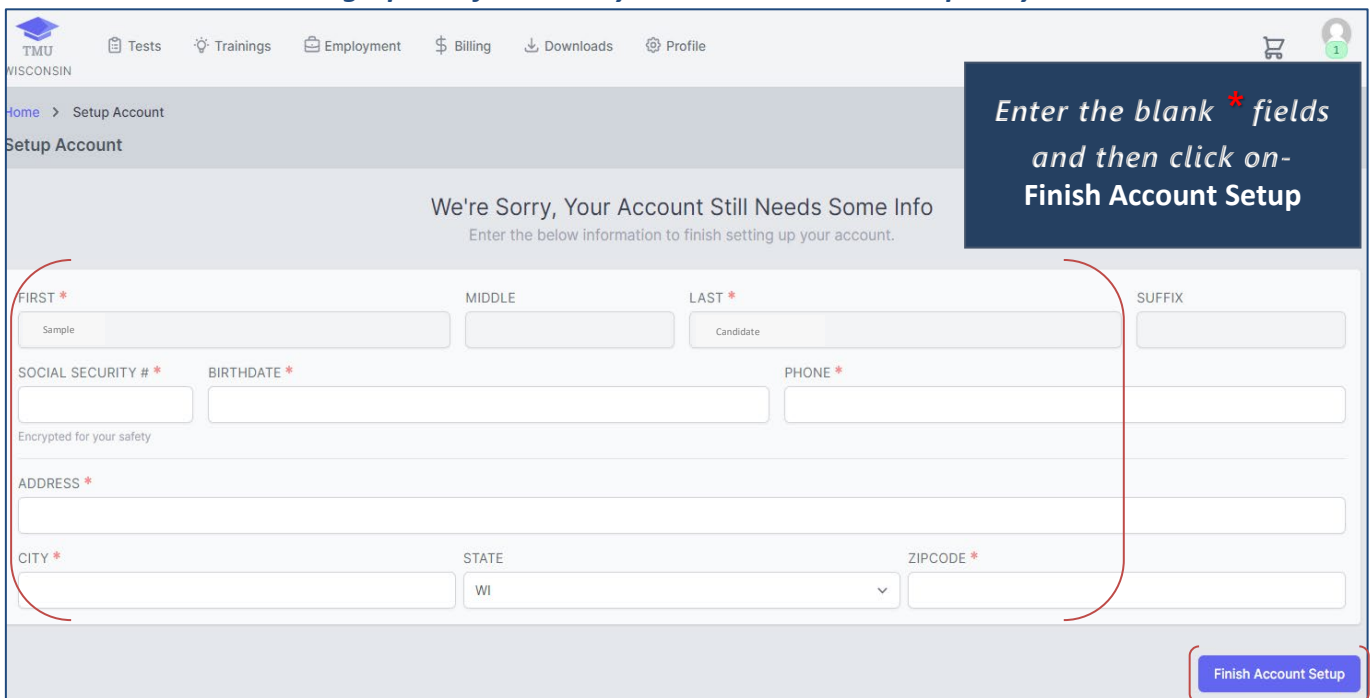 TMU
WISCONSIN
Tests Trainings Employment $ Billing Downloads Profile
1
Home > Setup Account
Setup Account
Enter the blank * fields
and then click on-
Finish Account Setup
We're Sorry, Your Account Still Needs Some Info
Enter the below information to finish setting up your account.
FIRST * MIDDLE LAST * SUFFIX
Sample Candidate
SOCIAL SECURITY # * BIRTHDATE * PHONE *
Encrypted for your safety
ADDRESS *
CITY * STATE ZIPCODE *
WI
Finish Account Setup